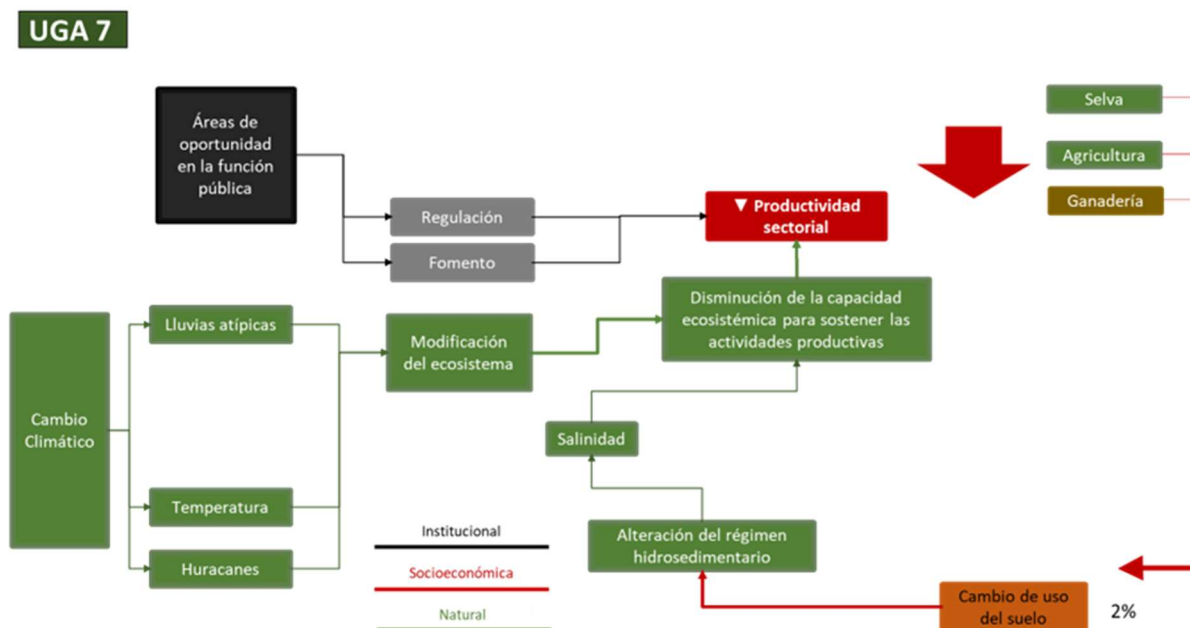 UGA 7
Áreas de
oportunidad
en la función
pública
Selva
Agricultura
Ganadería
Regulación
Fomento
▼ Productividad
sectorial
Lluvias atípicas
Modificación
del ecosistema
Disminución de la capacidad
ecosistémica para sostener las
actividades productivas
Cambio
Climático
Salinidad
Temperatura
Huracanes
Institucional
Socioeconómica
Natural
Alteración del régimen
hidrosedimentario
Cambio de uso
del suelo
2%